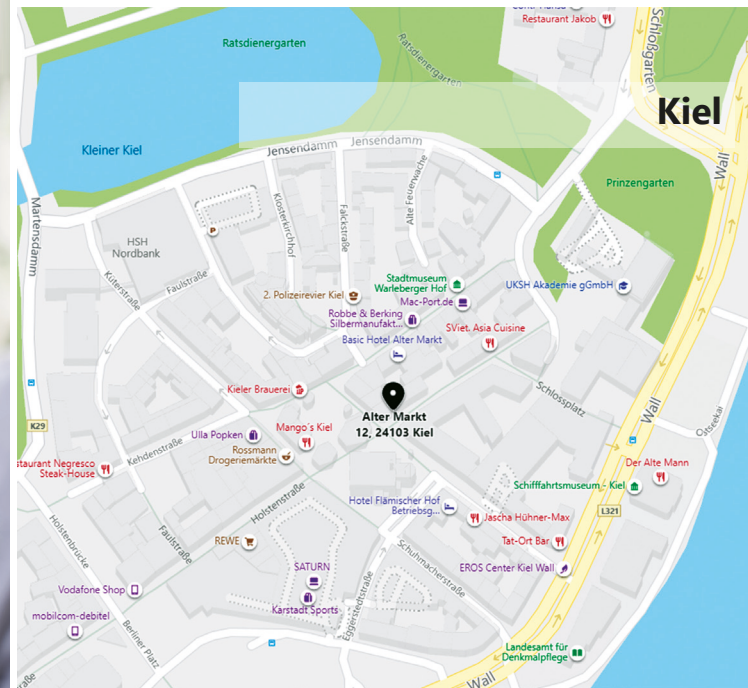 Restaurant Jakob
Schloßgarten
Ratsdienergarten
Ratsdienergarten
Kiel
Kleiner Kiel
Jensendamm
Jensendamm
Wall
Prinzengarten
Martensdamm
Alte Feuerwache
Klosterkirchhof
Falckstraße
P
HSH
Nordbank
Küterstraße
Faulstraße
Stadtmuseum
Warleberger Hof
UKSH Akademie gGmbH
2. Polizeirevier Kiel
Mac-Port.de
Robbe & Berking
Silbermanufakt...
SViet. Asia Cuisine
Basic Hotel Alter Markt
Kieler Brauerei
Schlossplatz
Alter Markt
12, 24103 Kiel
Wall
K29
Ostseekai
Mango´s Kiel
Ulla Popken
Kehdenstraße
Rossmann
Drogeriemärkte
staurant Negresco
Steak-House
Der Alte Mann
Schifffahrtsmuseum - Kiel
Holstenstraße
Hotel Flämischer Hof
Betriebsg...
L321
Jascha Hühner-Max
Holstenbrücke
Faulstraße
REWE
Tat-Ort Bar
Schuhmacherstraße
SATURN
EROS Center Kiel Wall
Vodafone Shop
Karstadt Sports
Eggerstedtstraße
mobilcom-debitel
Berliner Platz
Landesamt für
Denkmalpflege
Wall